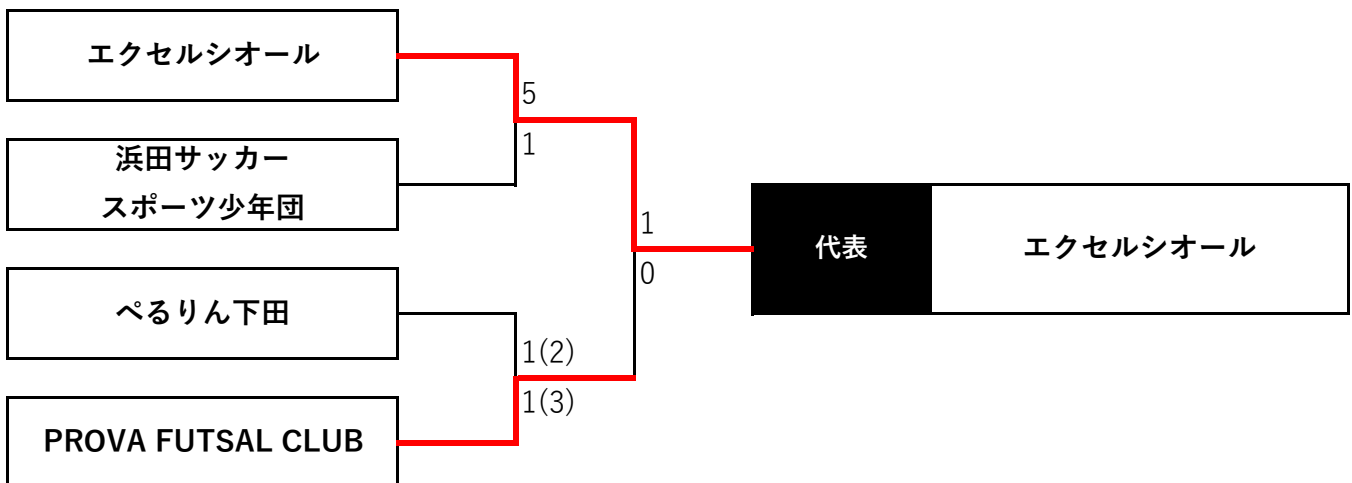 エクセルシオール
5
1
浜田サッカー
スポーツ少年団
1
0
代表
エクセルシオール
ぺるりん下田
1(2)
1(3)
PROVA FUTSAL CLUB